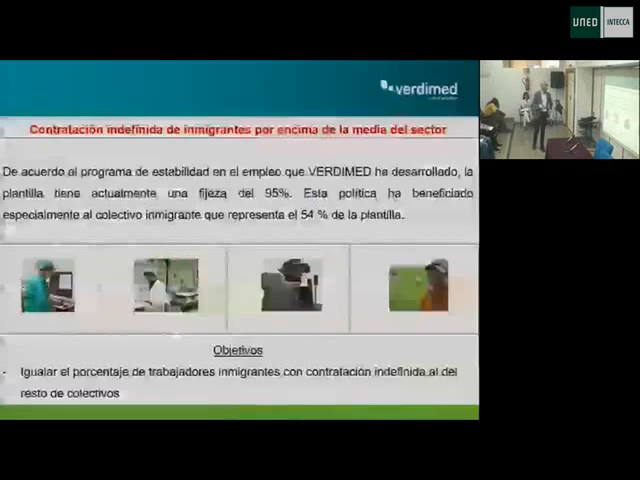 UNED
INTECCA
verdimed
Contratación indefinida de inmigrantes por encima de la media del sector
De acuerdo al programa de estabilidad en el empleo que VERDIMED ha desarrollado, la
plantilla tiene actualmente una fijeza del 95%. Esta política ha beneficiado
especialmente al colectivo inmigrante que representa el 54 % de la plantilla.
Objetivos
- Igualar el porcentaje de trabajadores inmigrantes con contratación indefinida al del
resto de colectivos